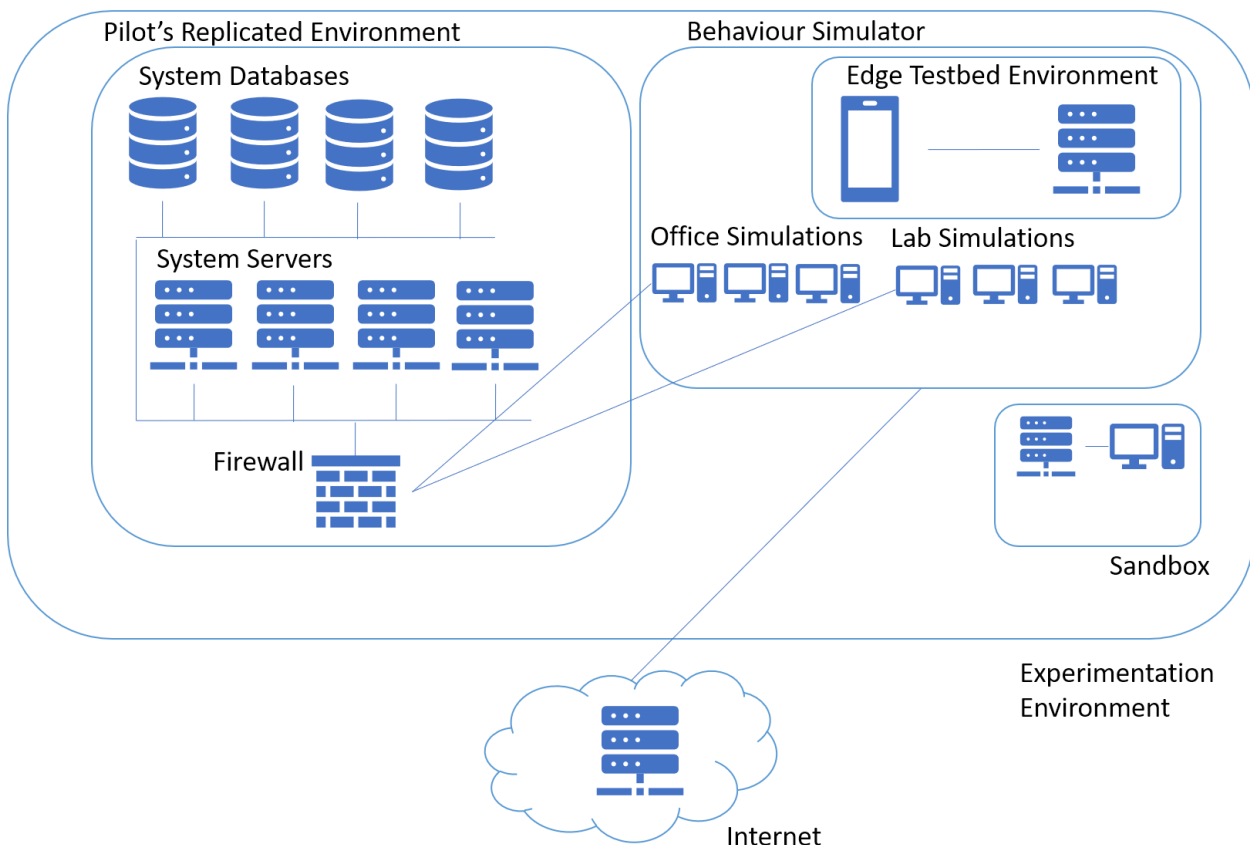 Pilot’s Replicated Environment
Behaviour Simulator
System Databases
Edge Testbed Environment
Office Simulations
Lab Simulations
System Servers
Firewall
Sandbox
Experimentation
Environment
Internet